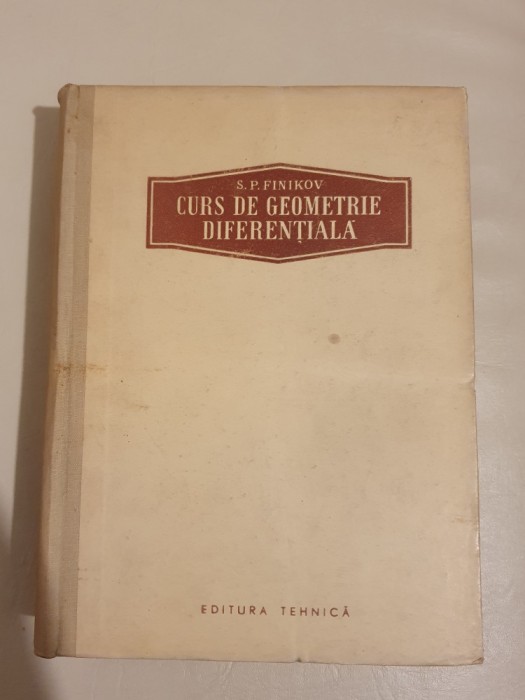 S. P. FINIKOV
CURS DE GEOMETRIE
DIFERENȚIALĂ
EDITURA TEHNICĂ